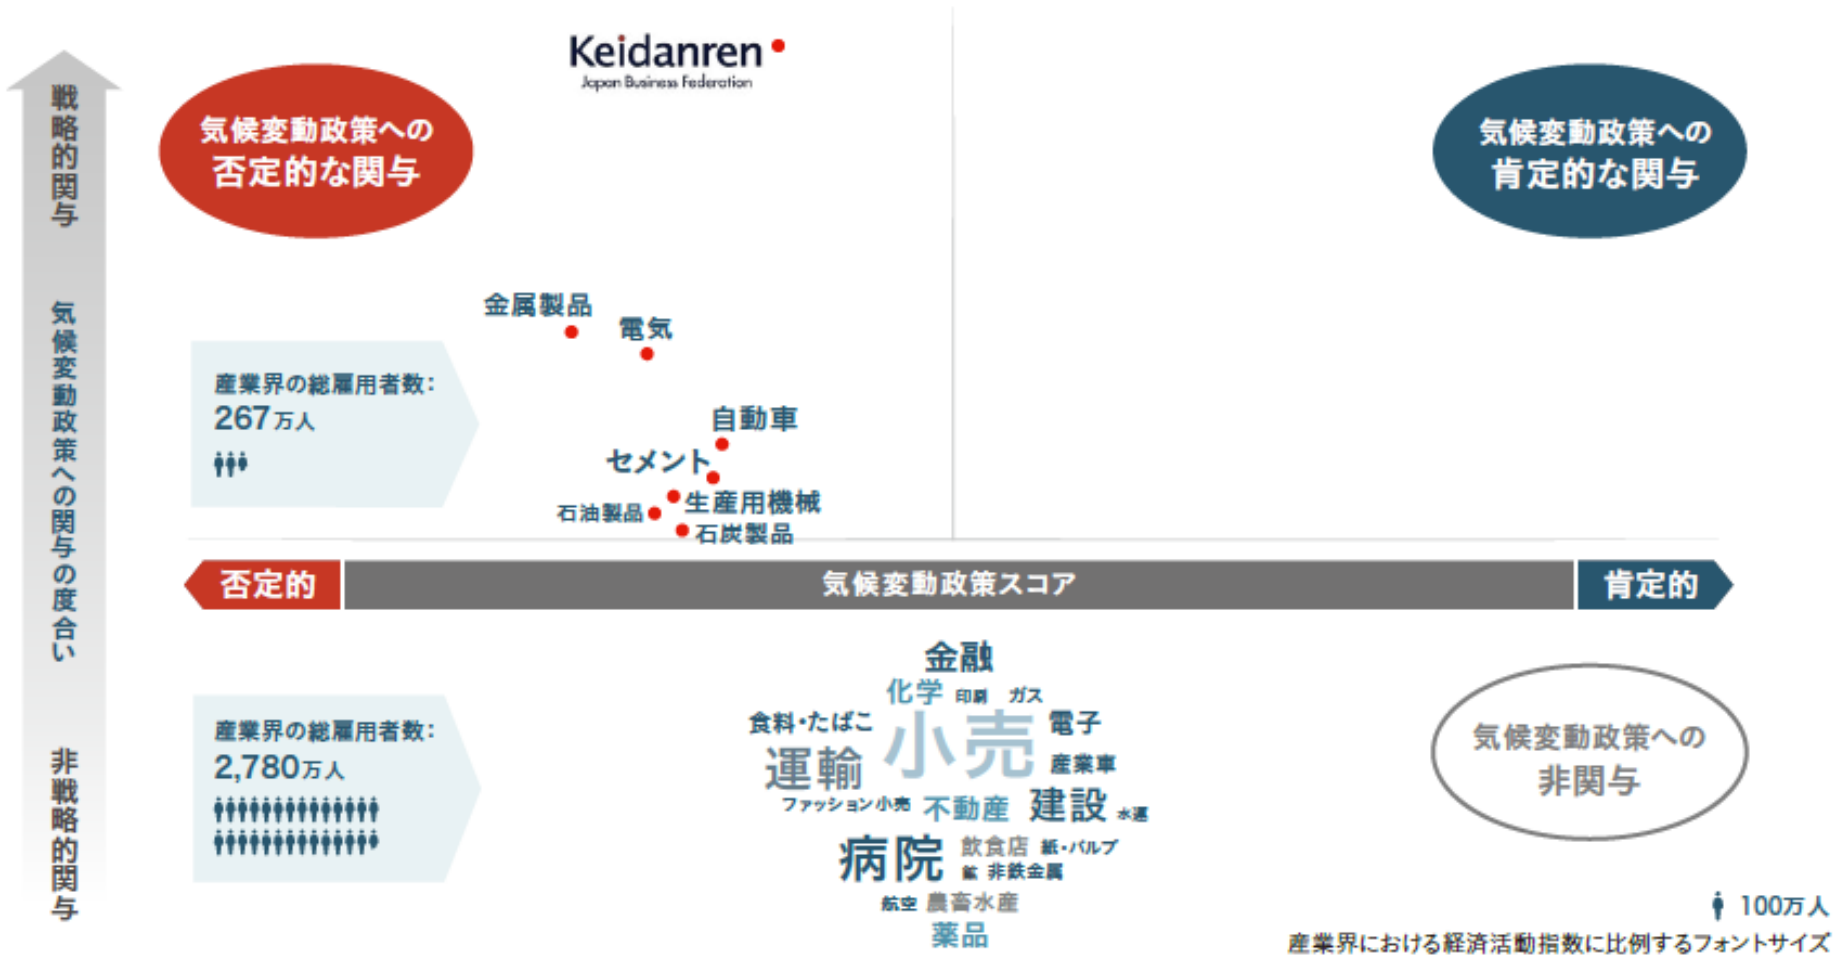 Keidanren
Japan Business Federation
戦略的関与
気候変動政策への関与の度合い
非戦略的関与
気候変動政策への
否定的な関与
気候変動政策への
肯定的な関与
金属製品
電気
産業界の総雇用者数:
267万人
自動車
セメント
生産用機械
石油製品
石炭製品
否定的
気候変動政策スコア
肯定的
金融
化学 印刷 ガス
食料・たばこ 小売 電子
運輸 産業車
ファッション小売 不動産 建設 水運
病院 飲食店 紙・パルプ
鉱 非鉄金属
航空 農畜水産
薬品
産業界の総雇用者数:
2,780万人
気候変動政策への
非関与
100万人
産業界における経済活動指数に比例するフォントサイズ